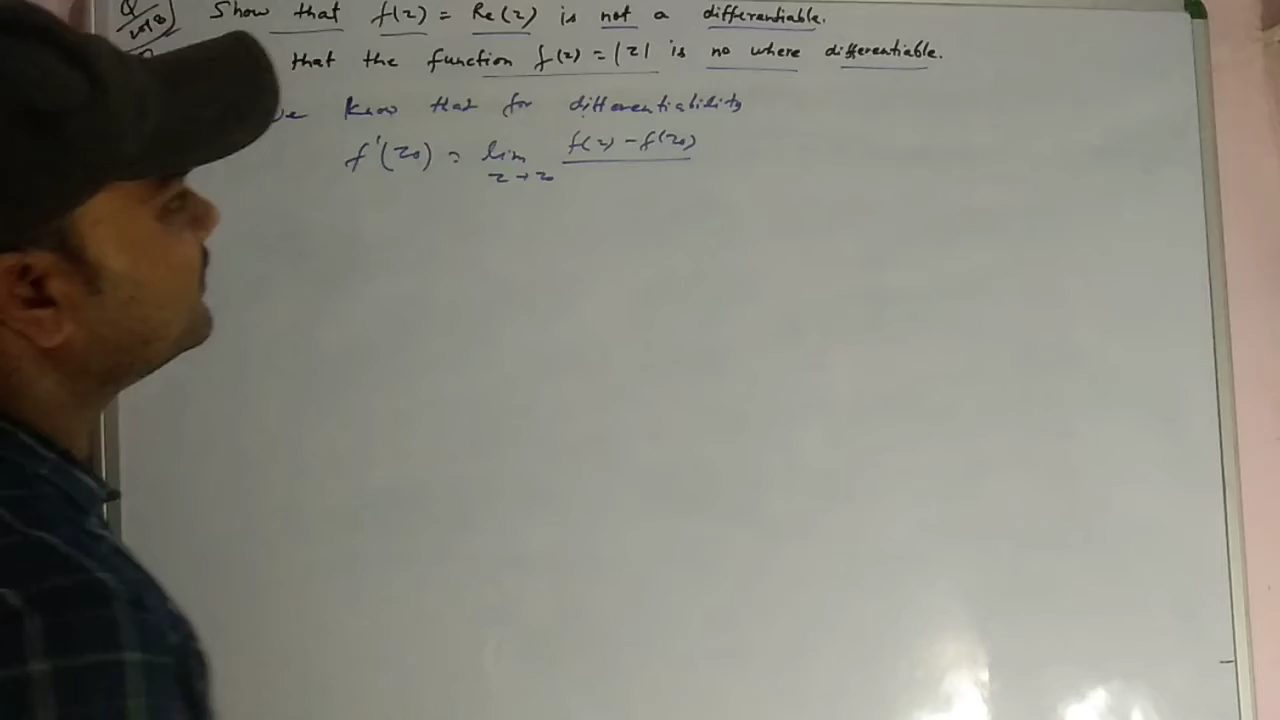 Q Show that f(z) = Re(z) is not a differentiable.
that the function f(z) = |z| is no where differentiable.
we know that for differentiability
f'(z₀) = lim f(z) - f(z₀)
z→z₀